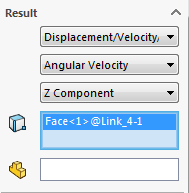 Result
Displacement/Velocity/
Angular Velocity
Z Component
Face<1>@Link_4-1